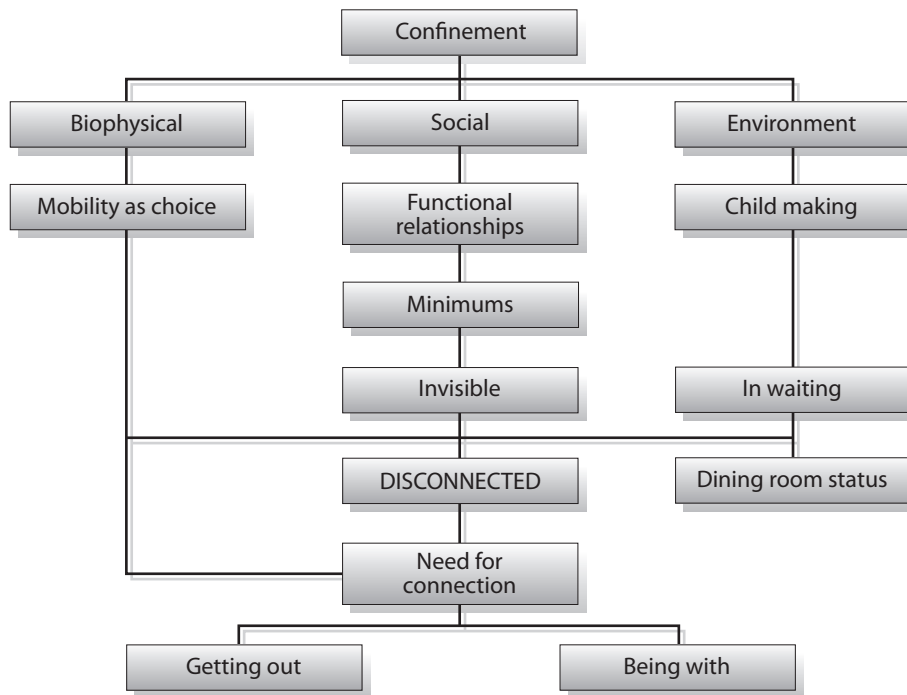 Confinement
Biophysical
Social
Environment
Mobility as choice
Functional
relationships
Child making
Minimums
Invisible
In waiting
DISCONNECTED
Dining room status
Need for
connection
Getting out
Being with